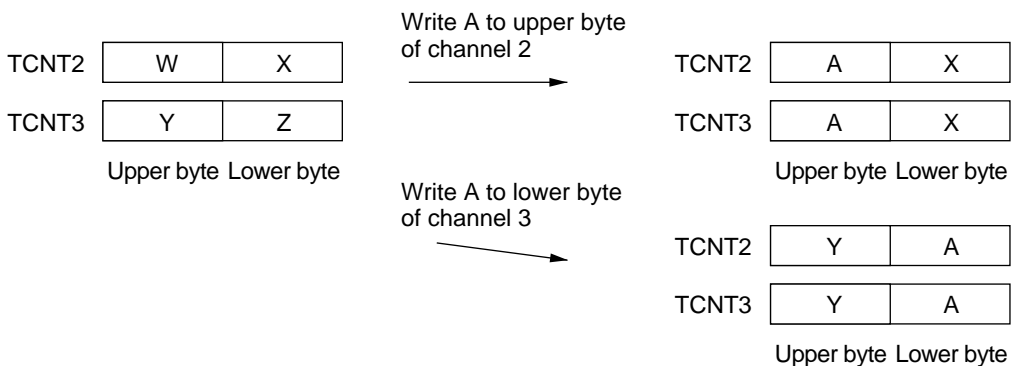 Write A to upper byte
of channel 2
TCNT2 W X
TCNT3 Y Z
Upper byte Lower byte
TCNT2 A X
TCNT3 A X
Upper byte Lower byte
Write A to lower byte
of channel 3
TCNT2 Y A
TCNT3 Y A
Upper byte Lower byte